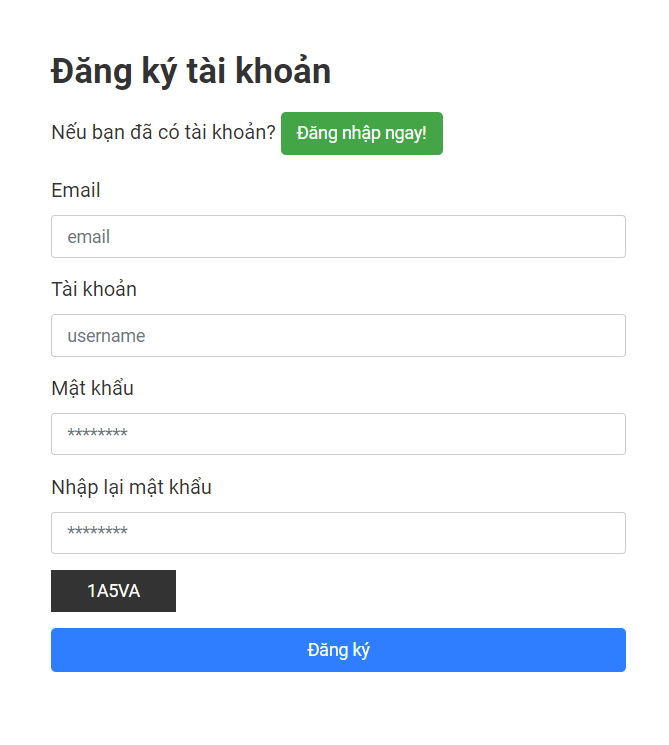 Đăng ký tài khoản
Nếu bạn đã có tài khoản? Đăng nhập ngay!
Email
email
Tài khoản
username
Mật khẩu
********
Nhập lại mật khẩu
********
1A5VA
Đăng ký